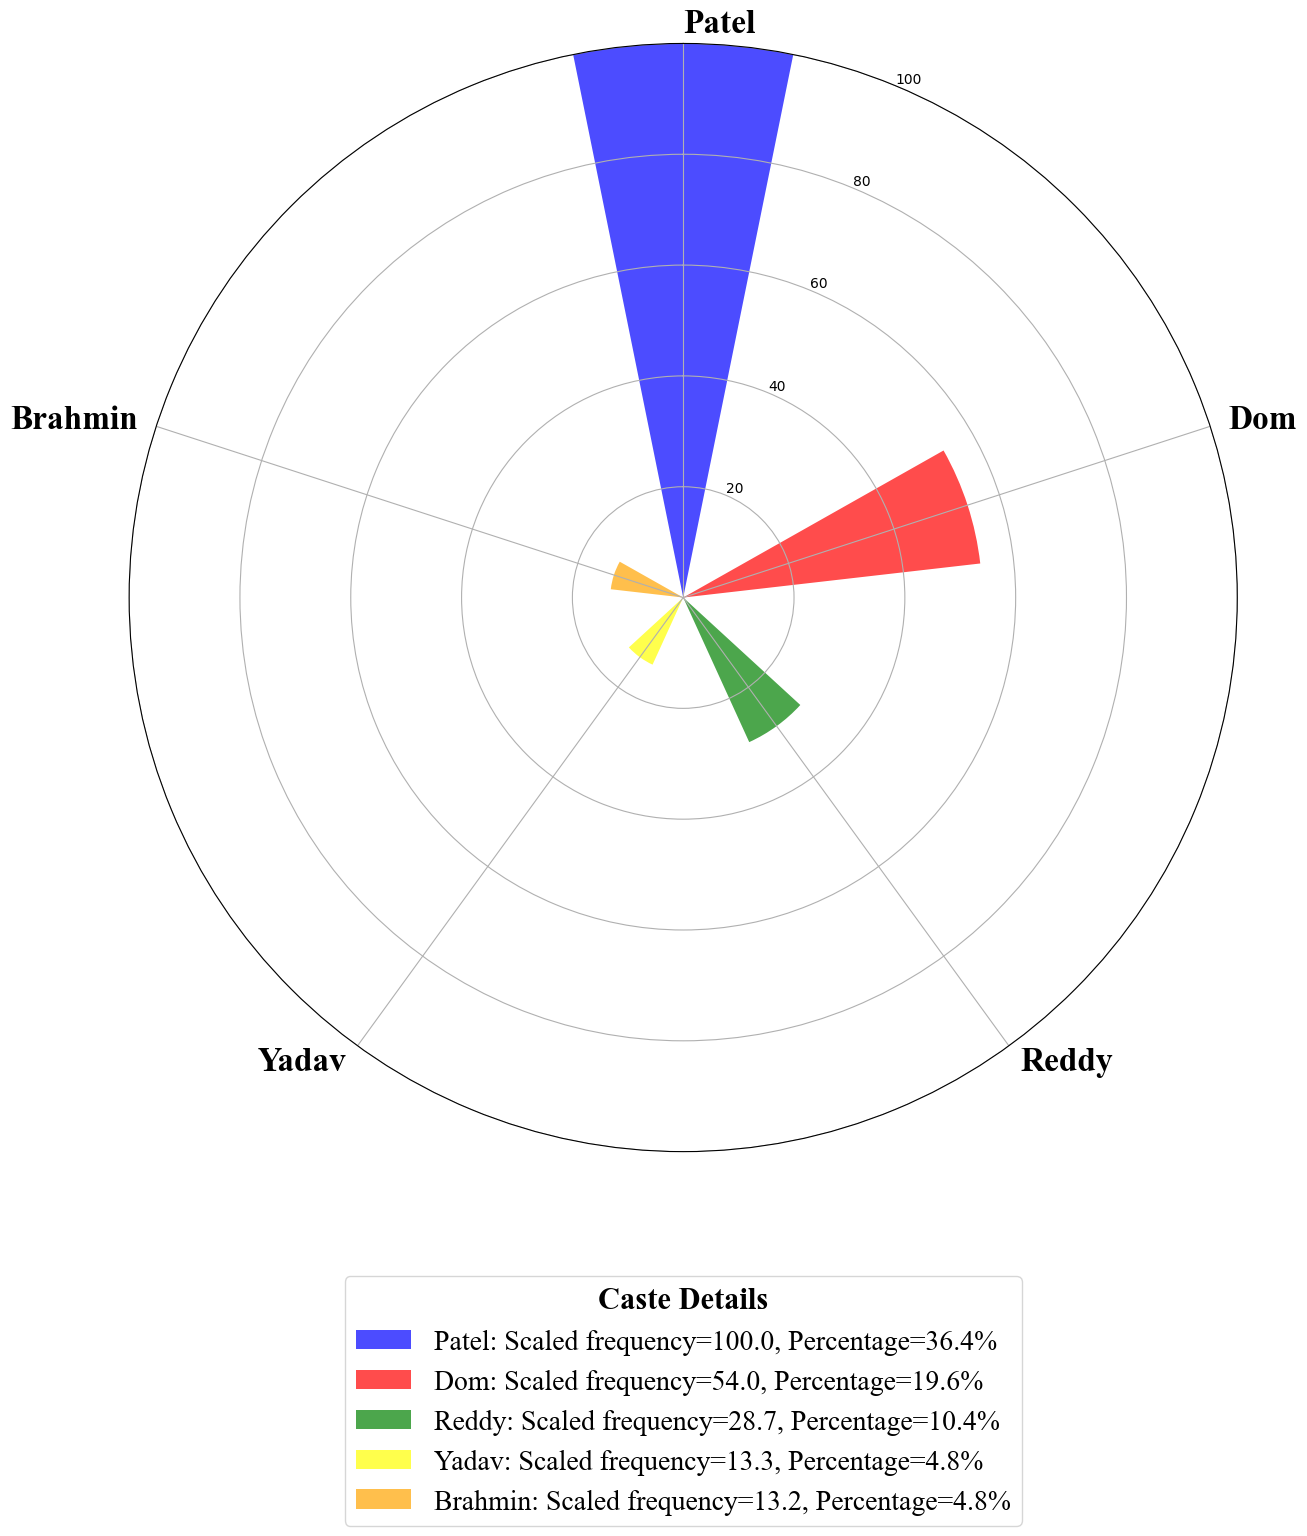 Patel
100
80
60
40
20
Brahmin
Dom
Yadav
Reddy
Caste Details
Patel: Scaled frequency=100.0, Percentage=36.4%
Dom: Scaled frequency=54.0, Percentage=19.6%
Reddy: Scaled frequency=28.7, Percentage=10.4%
Yadav: Scaled frequency=13.3, Percentage=4.8%
Brahmin: Scaled frequency=13.2, Percentage=4.8%